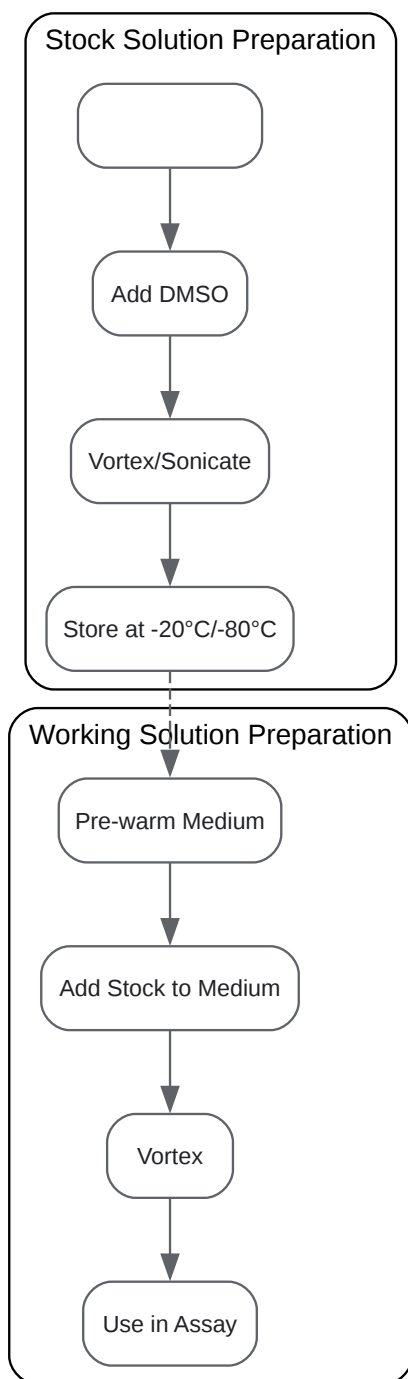 Stock Solution Preparation
Add DMSO
Vortex/Sonicate
Store at -20°C/-80°C
Working Solution Preparation
Pre-warm Medium
Add Stock to Medium
Vortex
Use in Assay